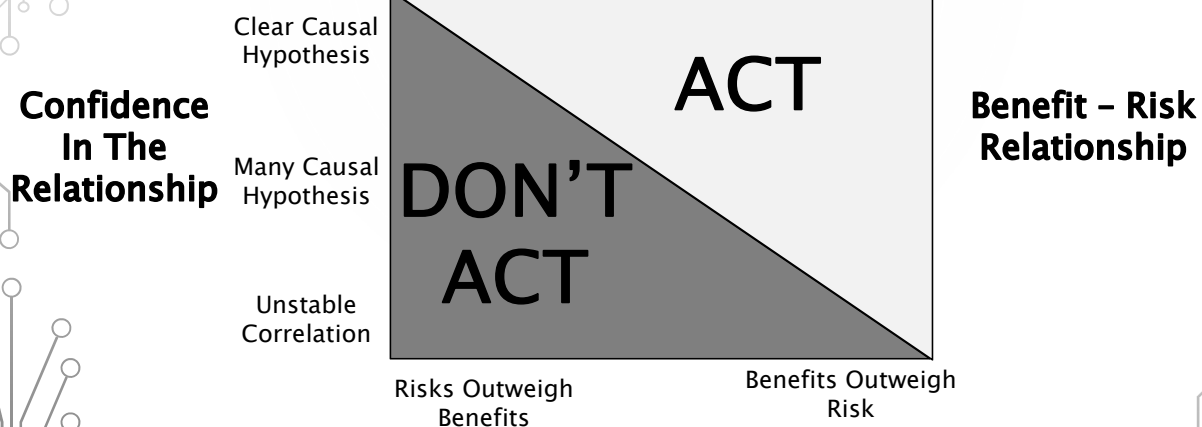 Clear Causal
Hypothesis
ACT
Confidence
In The
Relationship
Benefit – Risk
Relationship
Many Causal
Hypothesis
DON'T
ACT
Unstable
Correlation
Risks Outweigh
Benefits
Benefits Outweigh
Risk